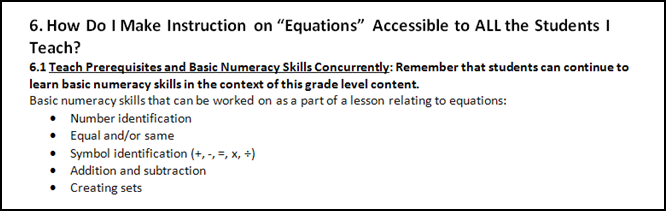 6. How Do I Make Instruction on “Equations” Accessible to ALL the Students I
Teach?
6.1 Teach Prerequisites and Basic Numeracy Skills Concurrently: Remember that students can continue to
learn basic numeracy skills in the context of this grade level content.
Basic numeracy skills that can be worked on as a part of a lesson relating to equations:
• Number identification
• Equal and/or same
• Symbol identification (+, -, =, x, ÷)
• Addition and subtraction
• Creating sets